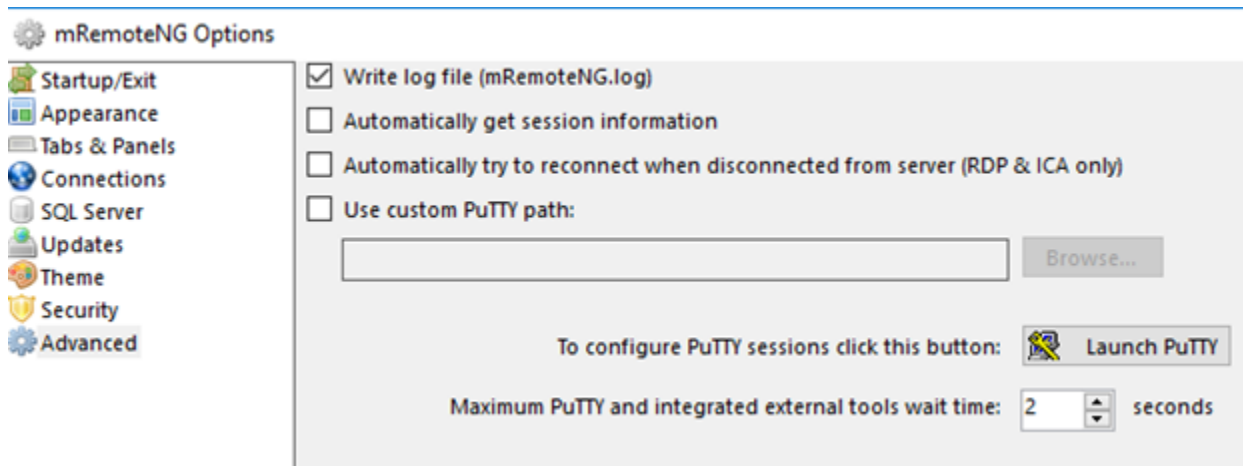 mRemoteNG Options
Startup/Exit
Appearance
Tabs & Panels
Connections
SQL Server
Updates
Theme
Security
Advanced
Write log file (mRemoteNG.log)
Automatically get session information
Automatically try to reconnect when disconnected from server (RDP & ICA only)
Use custom PuTTY path:
Browse...
To configure PuTTY sessions click this button: Launch PuTTY
Maximum PuTTY and integrated external tools wait time: 2 seconds